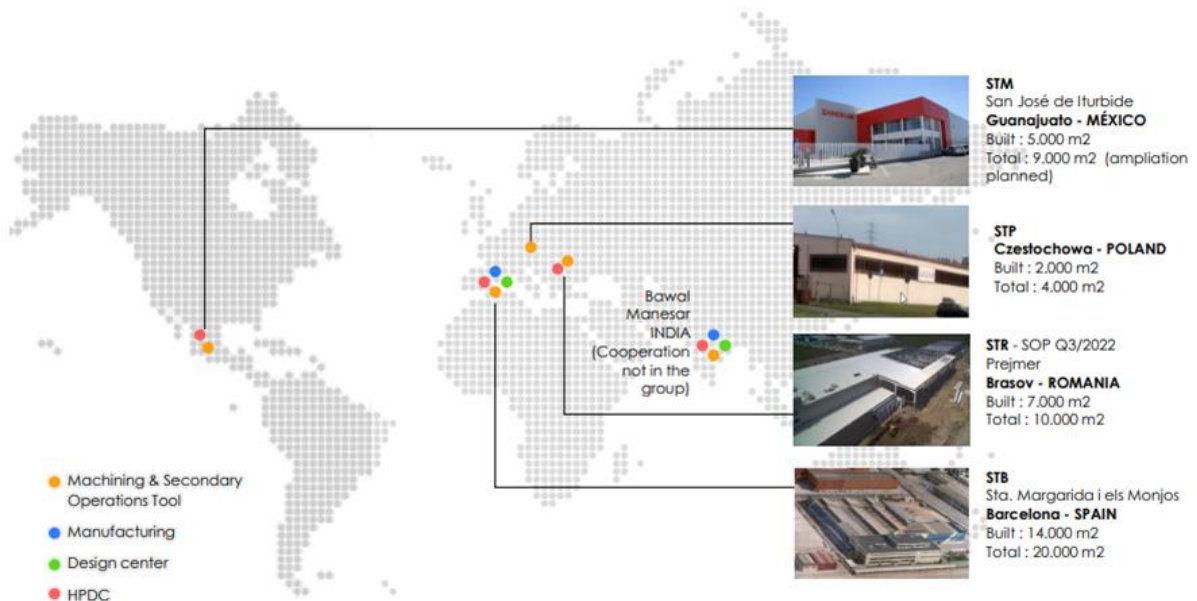 STM
San José de Iturbide
Guanajuato - MÉXICO
Built : 5.000 m2
Total : 9.000 m2 (ampliation
planned)
STP
Czestochowa - POLAND
Built : 2.000 m2
Total : 4.000 m2
Bawal
Manesar
INDIA
(Cooperation
not in the
group)
STR - SOP Q3/2022
Prejmer
Brasov - ROMANIA
Built : 7.000 m2
Total : 10.000 m2
STB
Sta. Margarida i els Monjos
Barcelona - SPAIN
Built : 14.000 m2
Total : 20.000 m2
Machining & Secondary
Operations Tool
Manufacturing
Design center
HPDC